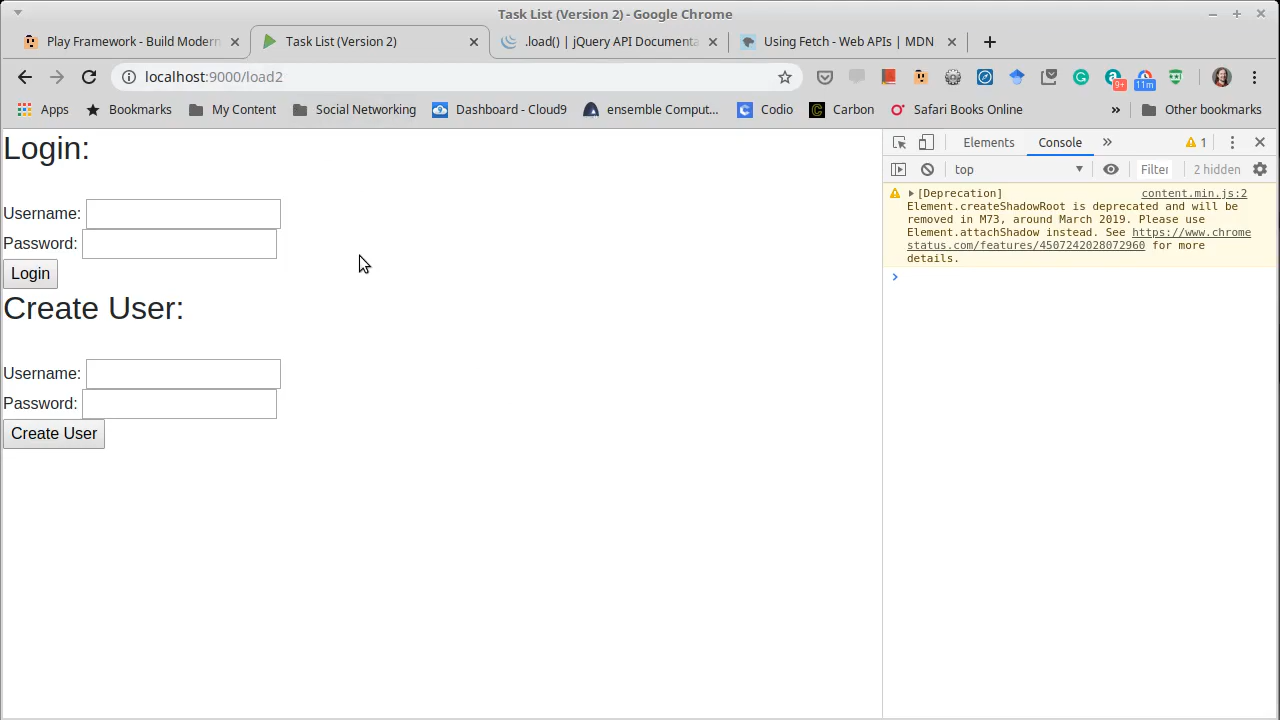 Task List (Version 2) - Google Chrome
Play Framework - Build Modern
Task List (Version 2)
.load() | jQuery API Documenta
Using Fetch - Web APIs | MDN
localhost:9000/load2
9+
11m
Apps
Bookmarks
My Content
Social Networking
Dashboard - Cloud9
ensemble Comput...
Codio
Carbon
Safari Books Online
»
Other bookmarks
Login:
Username:
Password:
Login
Create User:
Username:
Password:
Create User
Elements
Console
»
1
top
Filter
2 hidden
[Deprecation] content.min.js:2
Element.createShadowRoot is deprecated and will be
removed in M73, around March 2019. Please use
Element.attachShadow instead. See https://www.chrome
status.com/features/4507242028072960 for more
details.